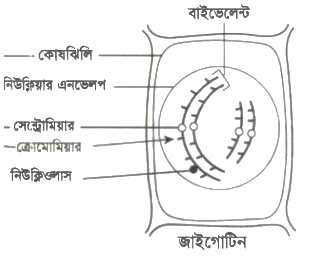 বাইভেলেন্ট
কোষঝিলি
নিউক্লিয়ার এনভেলপ
সেন্ট্রোমিয়ার
ক্রোমোমিয়ার
নিউক্লিওলাস
জাইগোটিন